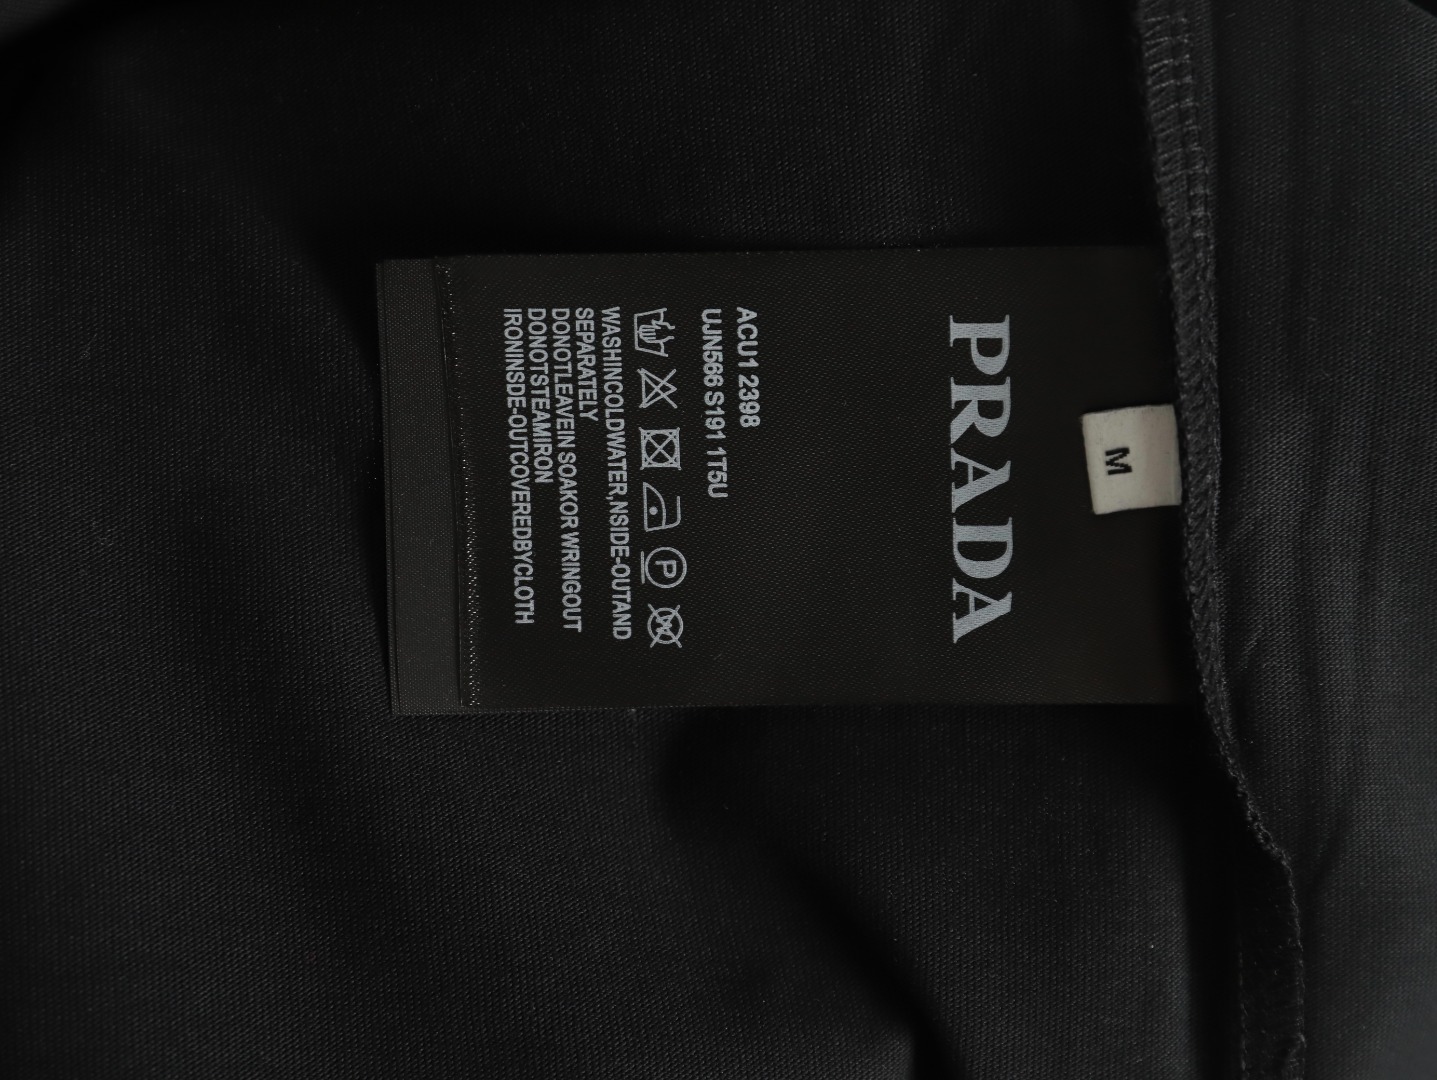 M
PRADA
ACU1 2398
UJN566 S191 1T5U
P
W
WASHINCOLDWATER,NSIDE-OUTAND
SEPARATELY
DONOTLEAVEIN SOAKOR WRINGOUT
DONOTSTEAMIRON
IRONINSDE-OUTCOVEREDBYCLOTH